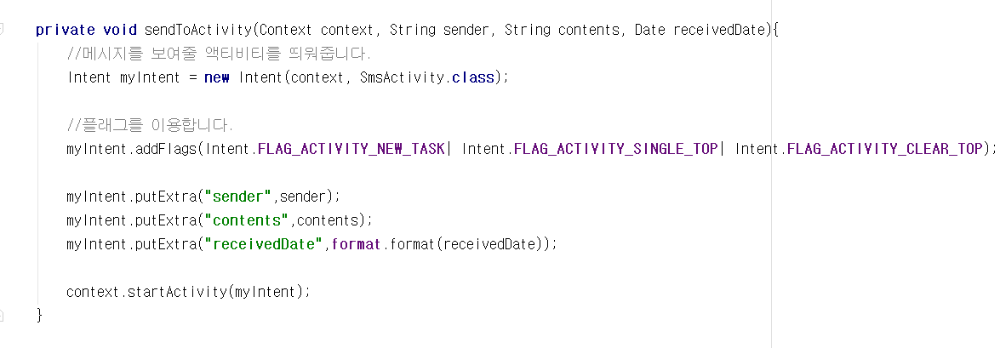 private void sendToActivity(Context context, String sender, String contents, Date receivedDate){
//메시지를 보여줄 액티비티를 띄워줍니다.
Intent myIntent = new Intent(context, SmsActivity.class);
//플래그를 이용합니다.
myIntent.addFlags(Intent.FLAG_ACTIVITY_NEW_TASK| Intent.FLAG_ACTIVITY_SINGLE_TOP| Intent.FLAG_ACTIVITY_CLEAR_TOP);
myIntent.putExtra("sender",sender);
myIntent.putExtra("contents",contents);
myIntent.putExtra("receivedDate",format.format(receivedDate));
context.startActivity(myIntent);
}